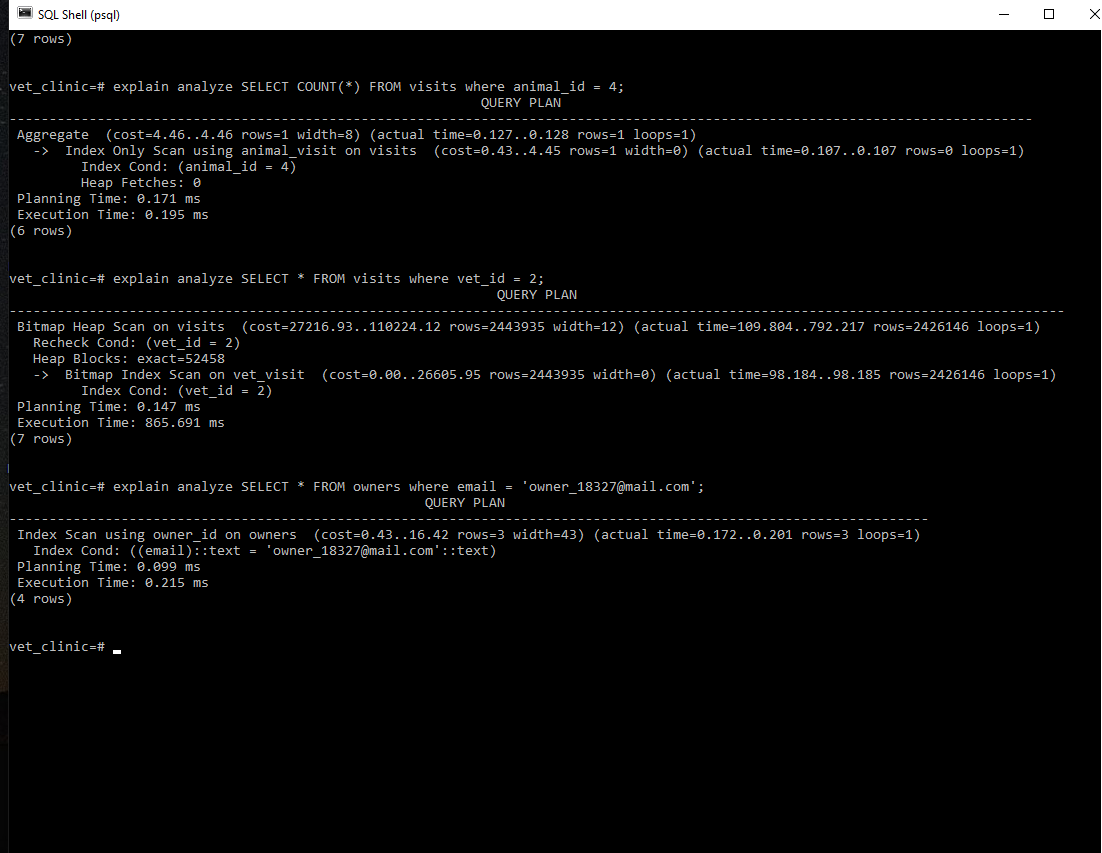 SQL Shell (psql)
(7 rows)
vet_clinic=# explain analyze SELECT COUNT(*) FROM visits where animal_id = 4;
QUERY PLAN
--------------------------------------------------------------------------------------------------------------------------------
Aggregate  (cost=4.46..4.46 rows=1 width=8) (actual time=0.127..0.128 rows=1 loops=1)
->  Index Only Scan using animal_visit on visits  (cost=0.43..4.45 rows=1 width=0) (actual time=0.107..0.107 rows=0 loops=1)
Index Cond: (animal_id = 4)
Heap Fetches: 0
Planning Time: 0.171 ms
Execution Time: 0.195 ms
(6 rows)
vet_clinic=# explain analyze SELECT * FROM visits where vet_id = 2;
QUERY PLAN
------------------------------------------------------------------------------------------------------------------------------------
Bitmap Heap Scan on visits  (cost=27216.93..110224.12 rows=2443935 width=12) (actual time=109.804..792.217 rows=2426146 loops=1)
Recheck Cond: (vet_id = 2)
Heap Blocks: exact=52458
->  Bitmap Index Scan on vet_visit  (cost=0.00..26605.95 rows=2443935 width=0) (actual time=98.184..98.185 rows=2426146 loops=1)
Index Cond: (vet_id = 2)
Planning Time: 0.147 ms
Execution Time: 865.691 ms
(7 rows)
vet_clinic=# explain analyze SELECT * FROM owners where email = 'owner_18327@mail.com';
QUERY PLAN
-------------------------------------------------------------------------------------------------------------------
Index Scan using owner_id on owners  (cost=0.43..16.42 rows=3 width=43) (actual time=0.172..0.201 rows=3 loops=1)
Index Cond: ((email)::text = 'owner_18327@mail.com'::text)
Planning Time: 0.099 ms
Execution Time: 0.215 ms
(4 rows)
vet_clinic=#